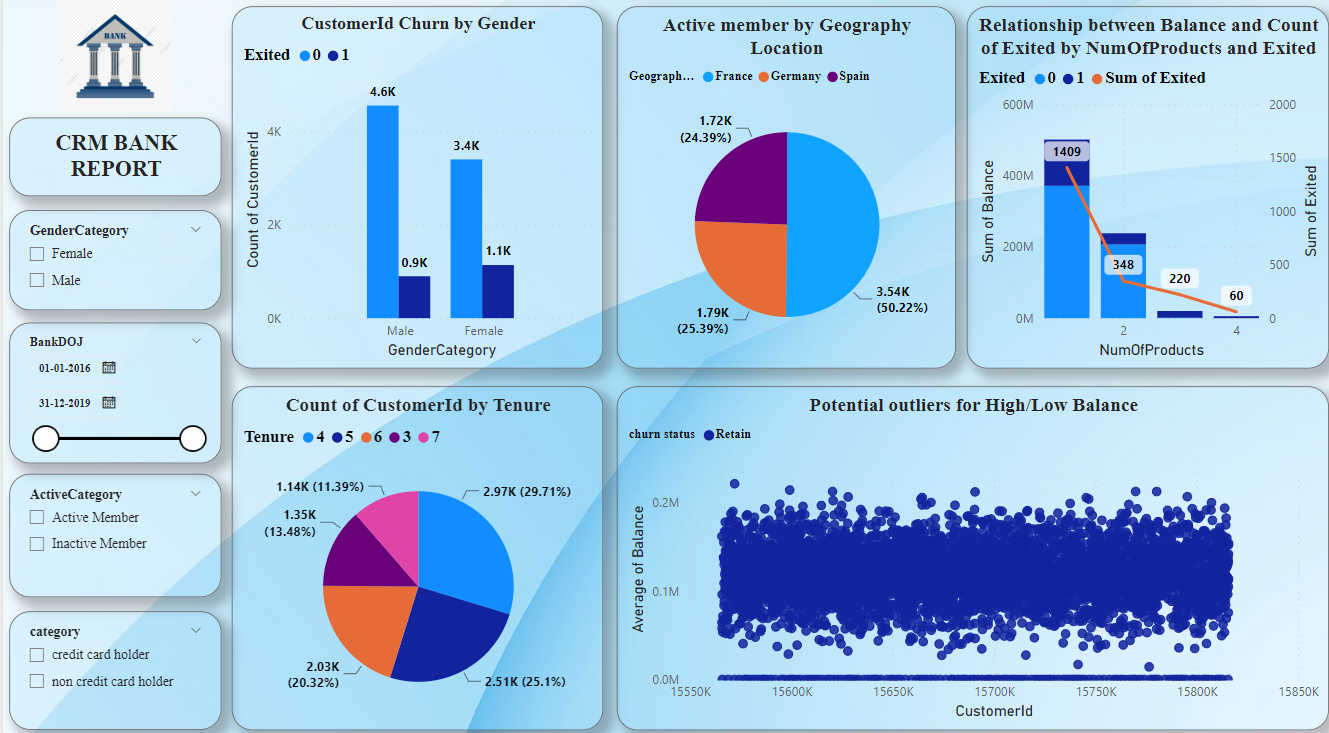 BANK
CRM BANK
REPORT
GenderCategory
Female
Male
BankDOJ
01-01-2016
31-12-2019
ActiveCategory
Active Member
Inactive Member
category
credit card holder
non credit card holder
CustomerId Churn by Gender
Exited 0 1
4.6K
3.4K
0.9K
1.1K
4K
2K
0K
Count of CustomerId
Male Female
GenderCategory
Active member by Geography
Location
Geograph... France Germany Spain
1.72K
(24.39%)
3.54K
(50.22%)
1.79K
(25.39%)
Relationship between Balance and Count
of Exited by NumOfProducts and Exited
Exited 0 1 Sum of Exited
600M
400M
200M
0M
Sum of Balance
1409
348
220
60
2000
1500
1000
500
0
Sum of Exited
2 4
NumOfProducts
Count of CustomerId by Tenure
Tenure 4 5 6 3 7
1.14K (11.39%)
2.97K (29.71%)
1.35K
(13.48%)
2.03K
(20.32%)
2.51K (25.1%)
Potential outliers for High/Low Balance
churn status Retain
0.2M
0.1M
0.0M
Average of Balance
15550K 15600K 15650K 15700K 15750K 15800K 15850K
CustomerId